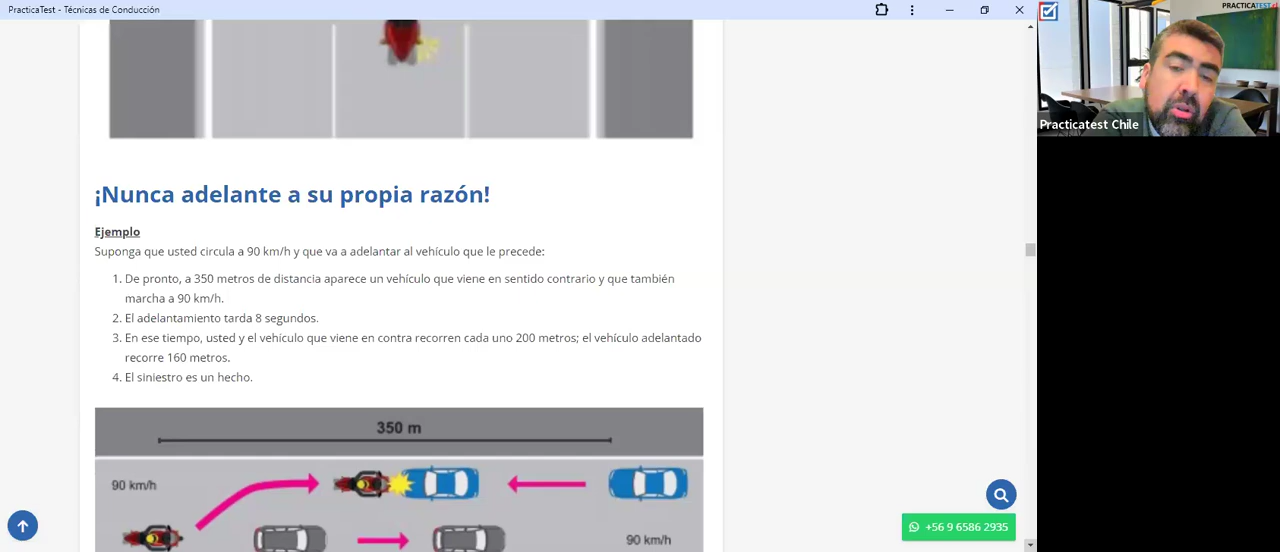 PracticaTest - Técnicas de Conducción
PRACTICATEST.cl
Practicatest Chile
¡Nunca adelante a su propia razón!
Ejemplo
Suponga que usted circula a 90 km/h y que va a adelantar al vehículo que le precede:
1. De pronto, a 350 metros de distancia aparece un vehículo que viene en sentido contrario y que también
marcha a 90 km/h.
2. El adelantamiento tarda 8 segundos.
3. En ese tiempo, usted y el vehículo que viene en contra recorren cada uno 200 metros; el vehículo adelantado
recorre 160 metros.
4. El siniestro es un hecho.
350 m
90 km/h
90 km/h
+56 9 6586 2935